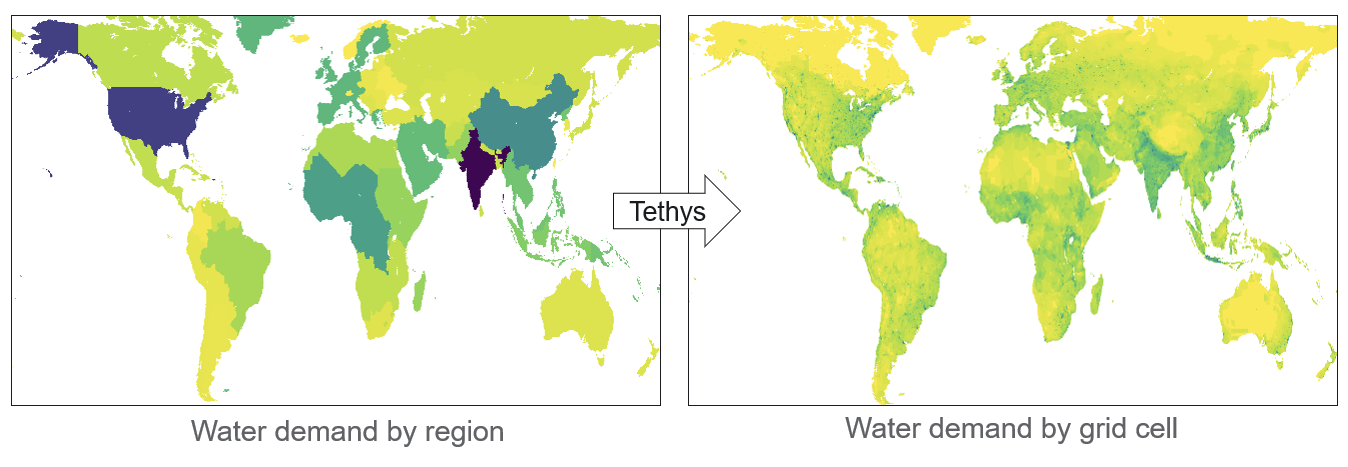 Tethys
Water demand by region
Water demand by grid cell